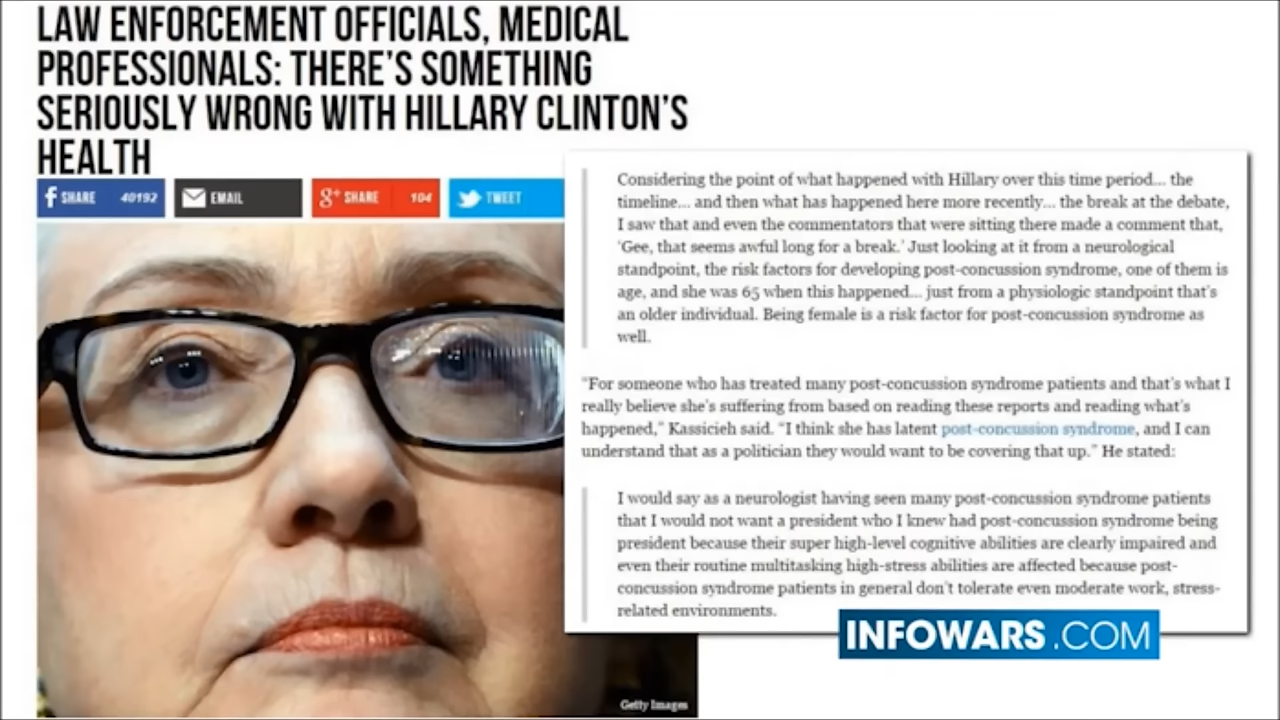 LAW ENFORCEMENT OFFICIALS, MEDICAL
PROFESSIONALS: THERE'S SOMETHING
SERIOUSLY WRONG WITH HILLARY CLINTON'S
HEALTH
SHARE 40192
EMAIL
g+ SHARE 104
TWEET
Considering the point of what happened with Hillary over this time period... the
timeline... and then what has happened here more recently... the break at the debate,
I saw that and even the commentators that were sitting there made a comment that,
'Gee, that seems awful long for a break.' Just looking at it from a neurological
standpoint, the risk factors for developing post-concussion syndrome, one of them is
age, and she was 65 when this happened... just from a physiologic standpoint that's
an older individual. Being female is a risk factor for post-concussion syndrome as
well.
"For someone who has treated many post-concussion syndrome patients and that's what I
really believe she's suffering from based on reading these reports and reading what's
happened," Kassicieh said. "I think she has latent post-concussion syndrome, and I can
understand that as a politician they would want to be covering that up." He stated:
I would say as a neurologist having seen many post-concussion syndrome patients
that I would not want a president who I knew had post-concussion syndrome being
president because their super high-level cognitive abilities are clearly impaired and
even their routine multitasking high-stress abilities are affected because post-
concussion syndrome patients in general don't tolerate even moderate work, stress-
related environments.
INFOWARS.COM
Getty Images